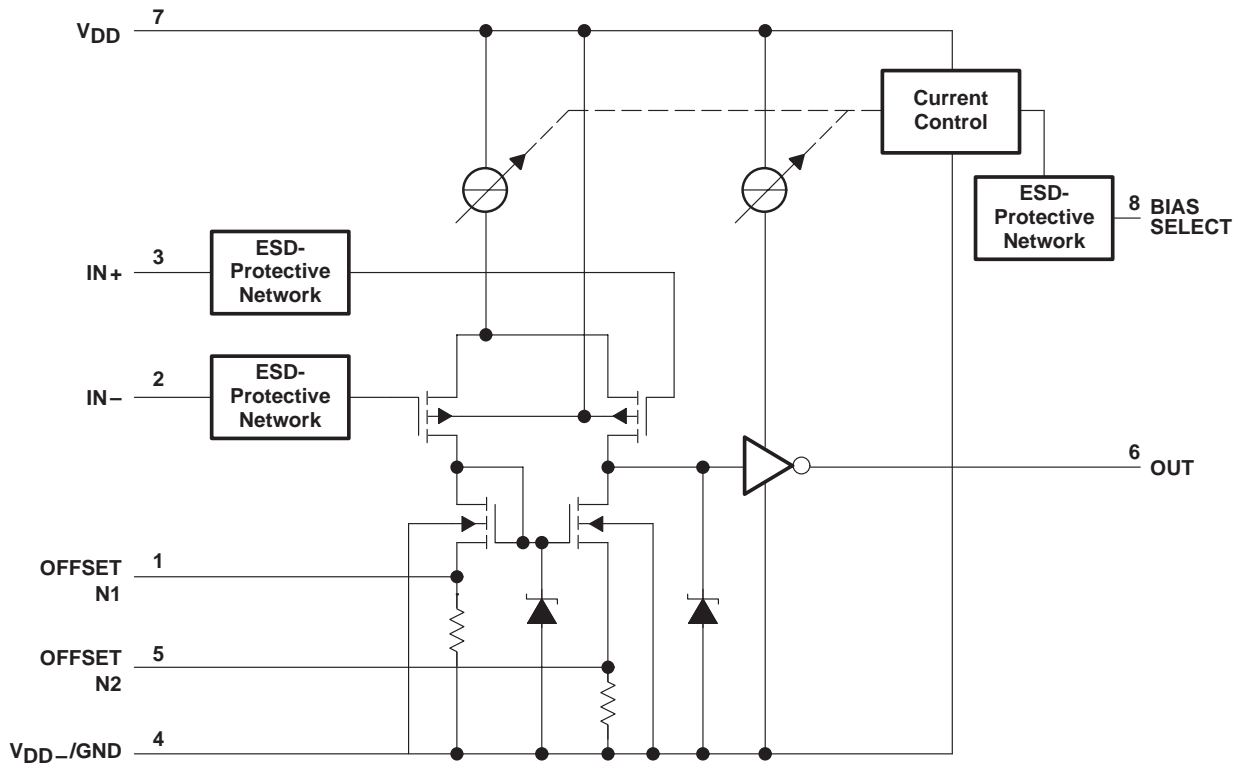 VDD 7
Current
Control
ESD-
Protective
Network
8 BIAS
SELECT
IN+ 3
ESD-
Protective
Network
IN− 2
ESD-
Protective
Network
6 OUT
OFFSET 1
N1
OFFSET 5
N2
VDD−/GND 4